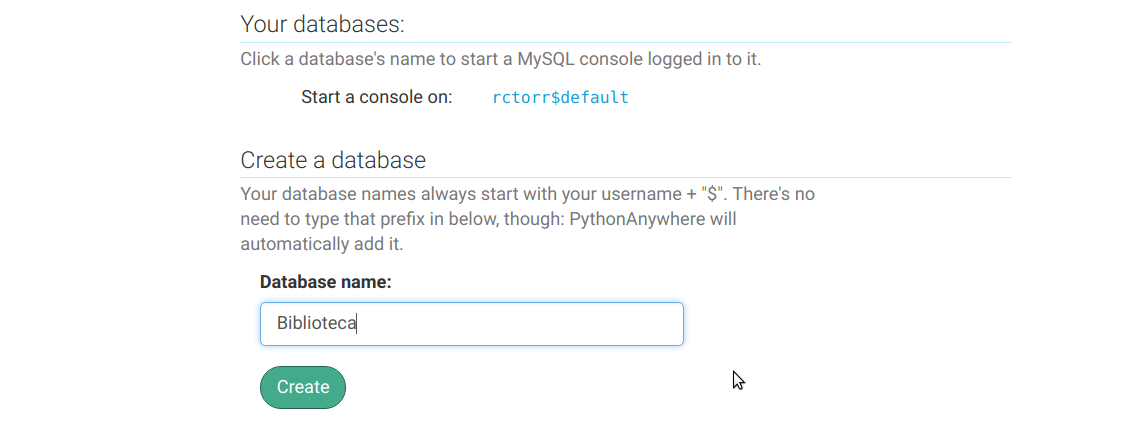 Your databases:
Click a database's name to start a MySQL console logged in to it.
Start a console on: rctorr$default
Create a database
Your database names always start with your username + "$". There's no
need to type that prefix in below, though: PythonAnywhere will
automatically add it.
Database name:
Biblioteca
Create